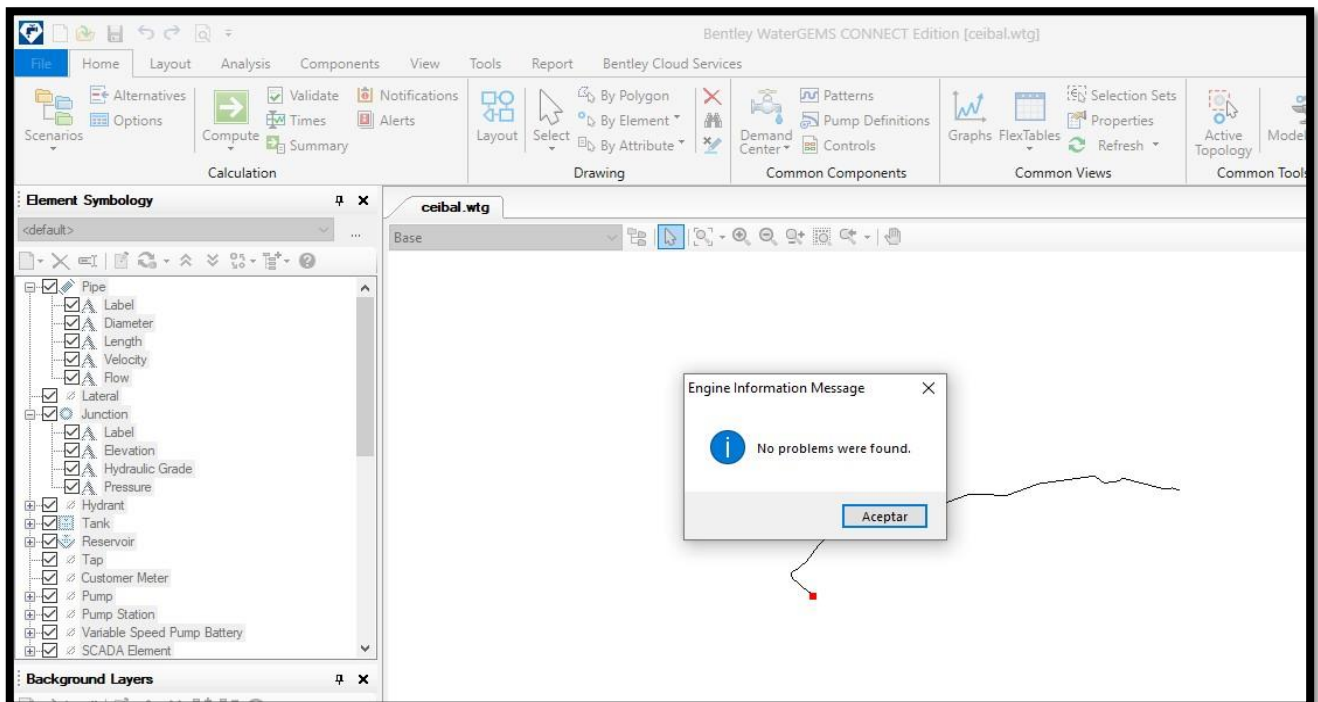 Bentley WaterGEMS CONNECT Edition [ceibal.wtg]
File Home Layout Analysis Components View Tools Report Bentley Cloud Services
Scenarios
Alternatives
Options
Compute
Validate
Times
Summary
Notifications
Alerts
Calculation
Layout
Select
By Polygon
By Element
By Attribute
Drawing
Demand
Center
Patterns
Pump Definitions
Controls
Common Components
Graphs
FlexTables
Selection Sets
Properties
Refresh
Common Views
Active
Topology
Common Tools
Element Symbology
<default>
...
Pipe
Label
Diameter
Length
Velocity
Flow
Lateral
Junction
Label
Elevation
Hydraulic Grade
Pressure
Hydrant
Tank
Reservoir
Tap
Customer Meter
Pump
Pump Station
Variable Speed Pump Battery
SCADA Element
Background Layers
ceibal.wtg
Base
Engine Information Message
No problems were found.
Aceptar